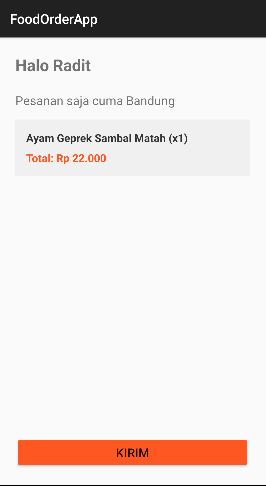 FoodOrderApp
Halo Radit
Pesanan saja cuma Bandung
Ayam Geprek Sambal Matah (x1)
Total: Rp 22.000
KIRIM